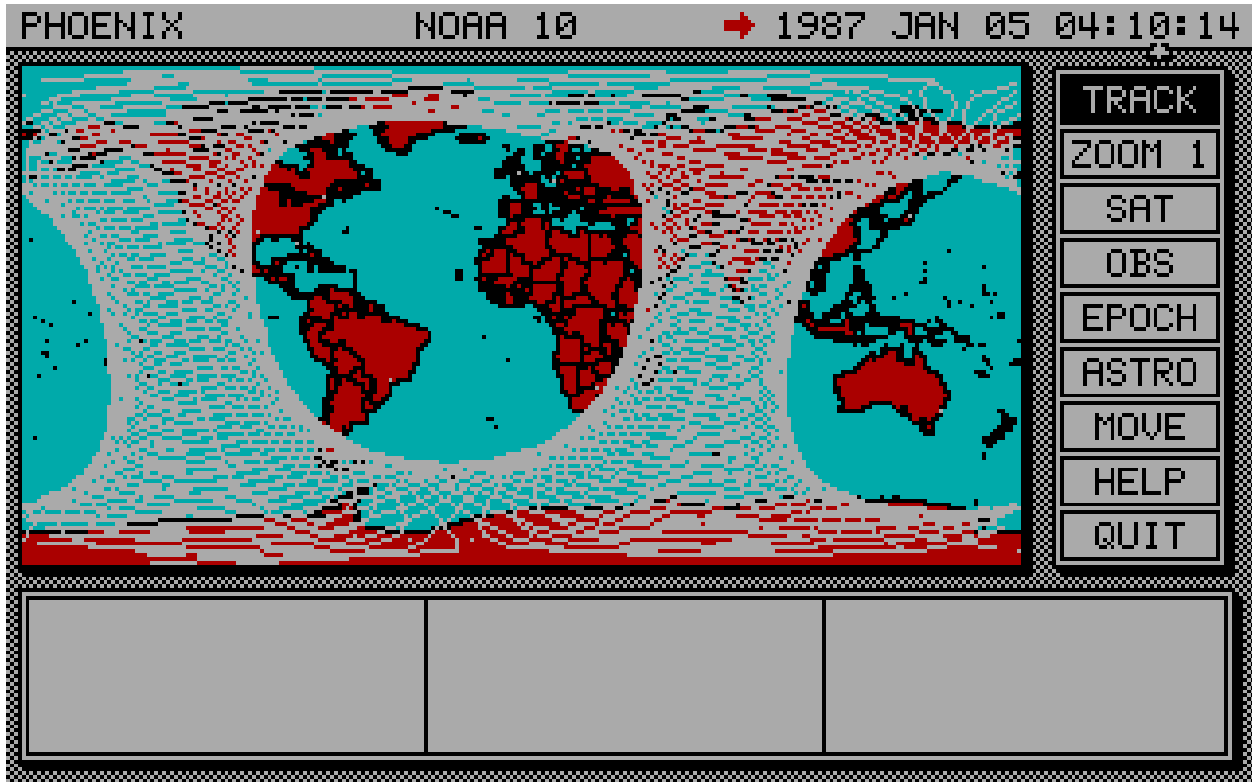 PHOENIX NOAA 10 1987 JAN 05 04:10:14
TRACK
ZOOM 1
SAT
OBS
EPOCH
ASTRO
MOVE
HELP
QUIT